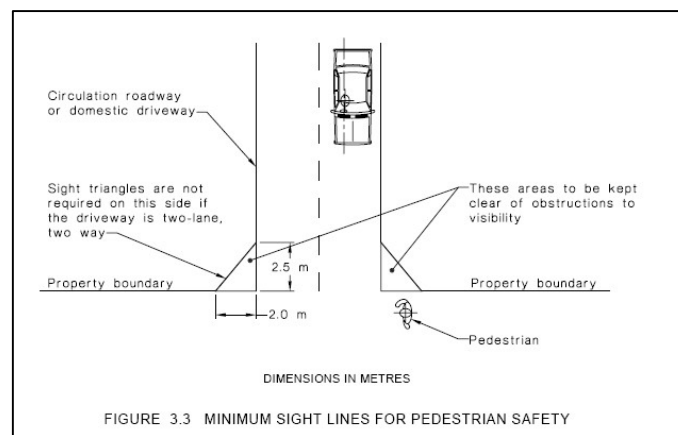 Circulation roadway
or domestic driveway
Sight triangles are not
required on this side if
the driveway is two-lane,
two way
These areas to be kept
clear of obstructions to
visibility
2.5 m
Property boundary
Property boundary
2.0 m
Pedestrian
DIMENSIONS IN METRES
FIGURE 3.3 MINIMUM SIGHT LINES FOR PEDESTRIAN SAFETY